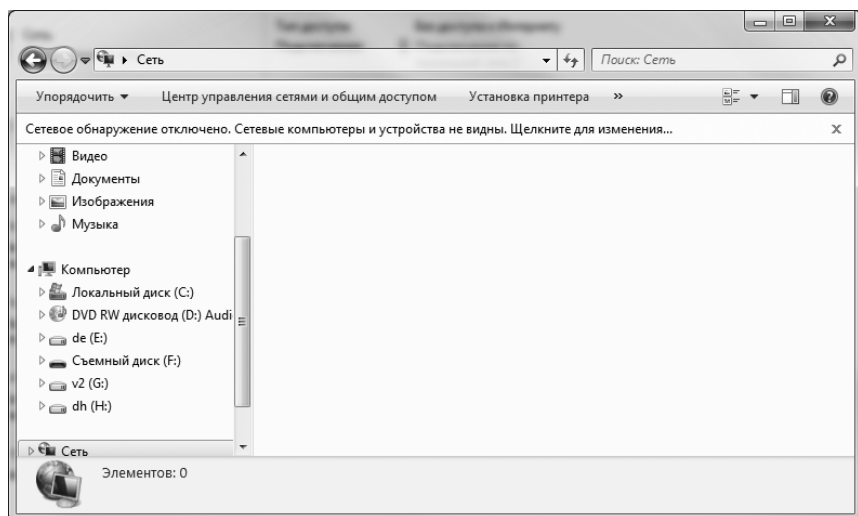 Сеть
Поиск: Сеть
Упорядочить
Центр управления сетями и общим доступом
Установка принтера
»
Сетевое обнаружение отключено. Сетевые компьютеры и устройства не видны. Щелкните для изменения...
Видео
Документы
Изображения
Музыка
Компьютер
Локальный диск (C:)
DVD RW дисковод (D:) Audi
de (E:)
Съемный диск (F:)
v2 (G:)
dh (H:)
Сеть
Элементов: 0